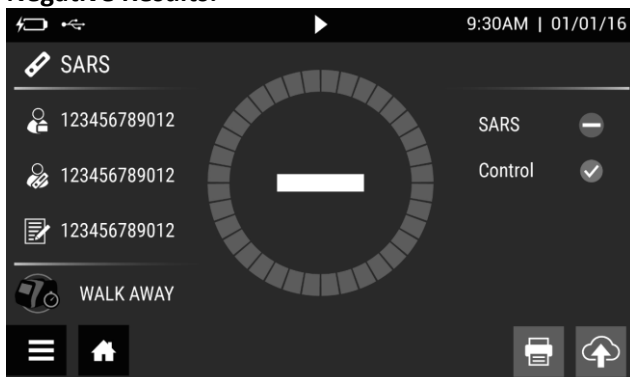 Negative Results:
9:30AM | 01/01/16
SARS
123456789012
123456789012
123456789012
WALK AWAY
SARS
Control